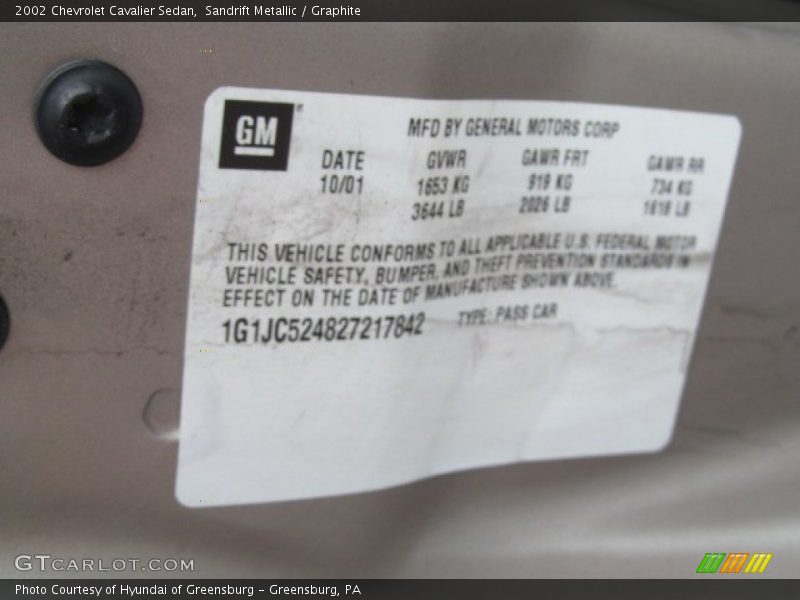 2002 Chevrolet Cavalier Sedan, Sandrift Metallic / Graphite
GM
MFD BY GENERAL MOTORS CORP
DATE GVWR GAWR FRT GAWR RR
10/01 1653 KG 919 KG 734 KG
3644 LB 2026 LB 1618 LB
THIS VEHICLE CONFORMS TO ALL APPLICABLE U.S. FEDERAL MOTOR
VEHICLE SAFETY, BUMPER, AND THEFT PREVENTION STANDARDS IN
EFFECT ON THE DATE OF MANUFACTURE SHOWN ABOVE.
1G1JC524827217842 TYPE: PASS CAR
GTCARLOT.COM
Photo Courtesy of Hyundai of Greensburg - Greensburg, PA